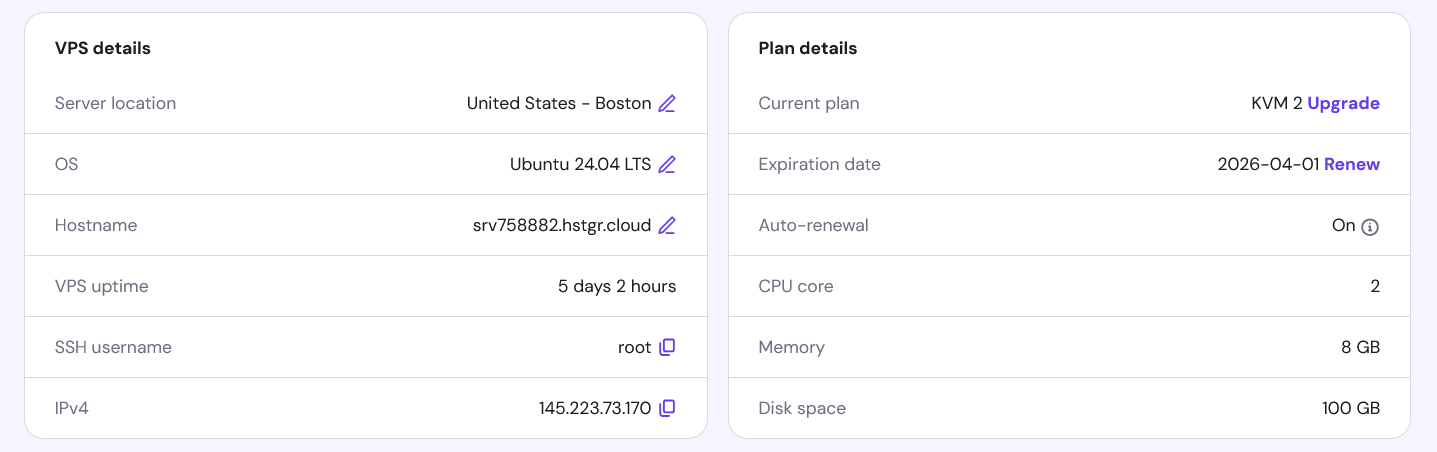 VPS details
Server location United States - Boston
OS Ubuntu 24.04 LTS
Hostname srv758882.hstgr.cloud
VPS uptime 5 days 2 hours
SSH username root
IPv4 145.223.73.170
Plan details
Current plan KVM 2 Upgrade
Expiration date 2026-04-01 Renew
Auto-renewal On
CPU core 2
Memory 8 GB
Disk space 100 GB